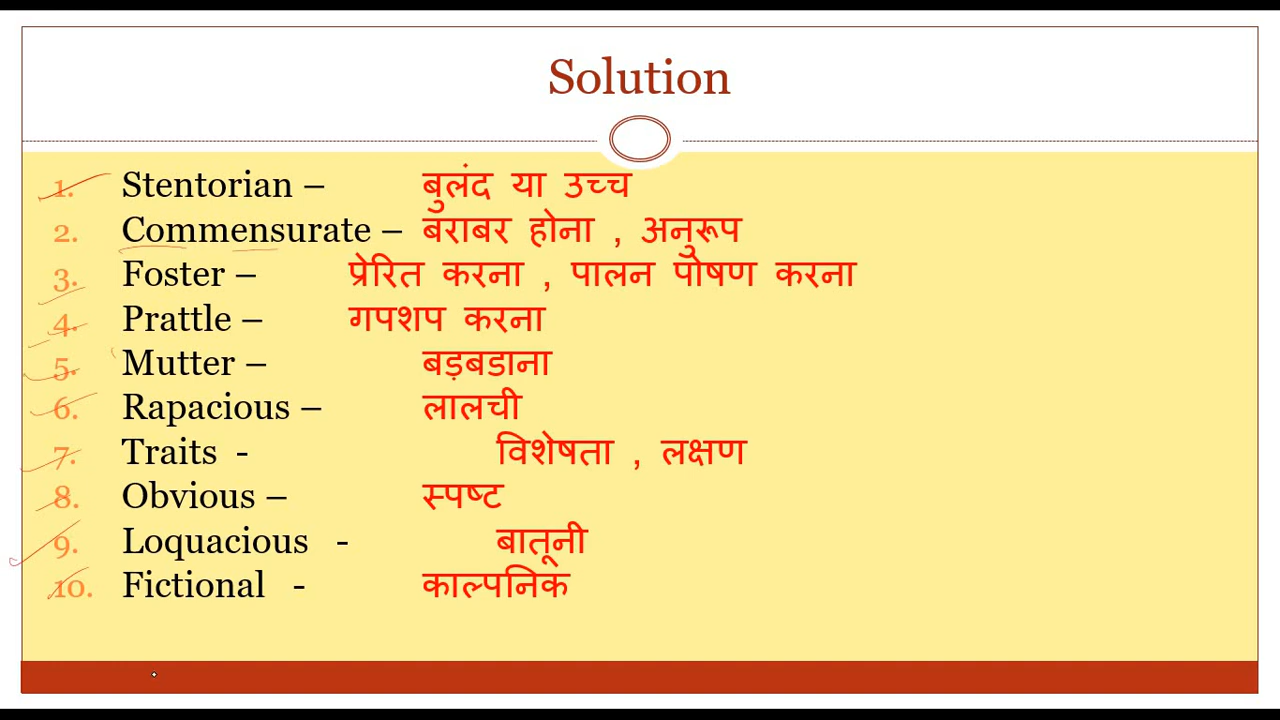 Solution
1. Stentorian – बुलंद या उच्च
2. Commensurate – बराबर होना , अनुरूप
3. Foster – प्रेरित करना , पालन पोषण करना
4. Prattle – गपशप करना
5. Mutter – बड़बडाना
6. Rapacious – लालची
7. Traits - विशेषता , लक्षण
8. Obvious – स्पष्ट
9. Loquacious - बातूनी
10. Fictional - काल्पनिक